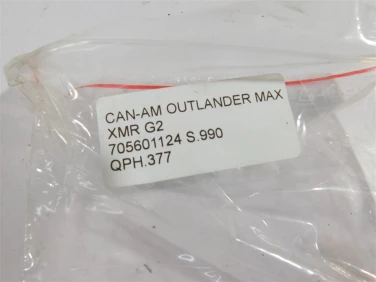 CAN-AM OUTLANDER MAX
XMR G2
705601124 S.990
QPH.377